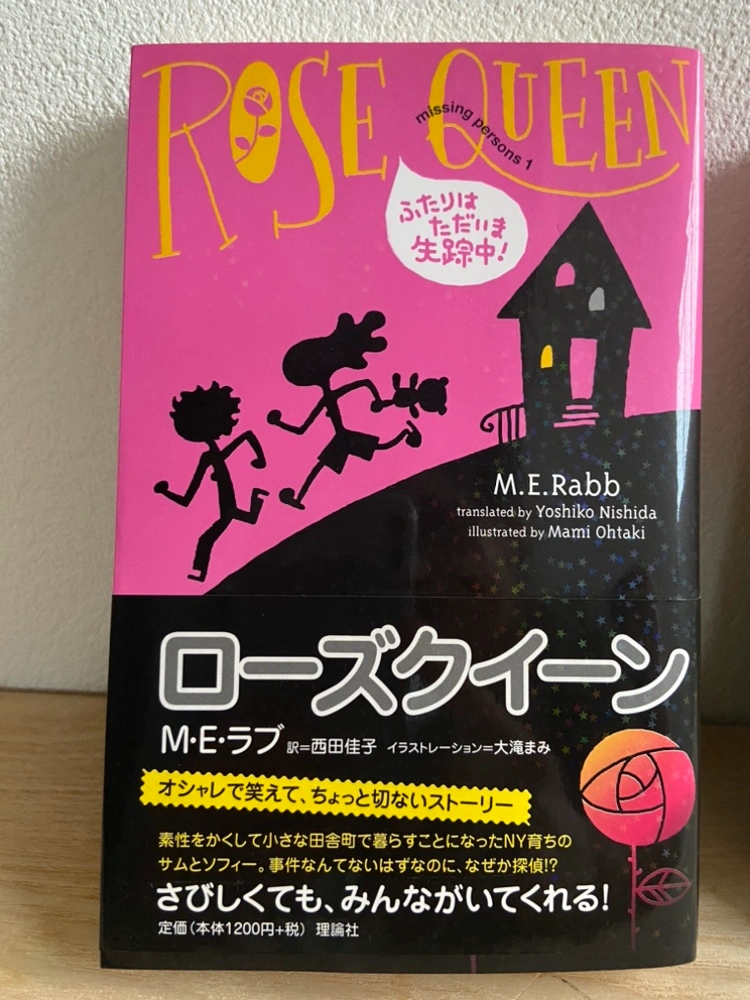 ROSE QUEEN
missing persons 1
ふたりは
ただいま
失踪中!
M.E.Rabb
translated by Yoshiko Nishida
illustrated by Mami Ohtaki
ローズクイーン
M・E・ラブ 訳=西田佳子 イラストレーション=大滝まみ
オシャレで笑えて、ちょっと切ないストーリー
素性をかくして小さな田舎町で暮らすことになったNY育ちの
サムとソフィー。事件なんてないはずなのに、なぜか探偵!?
さびしくても、みんながいてくれる!
定価(本体1200円+税) 理論社